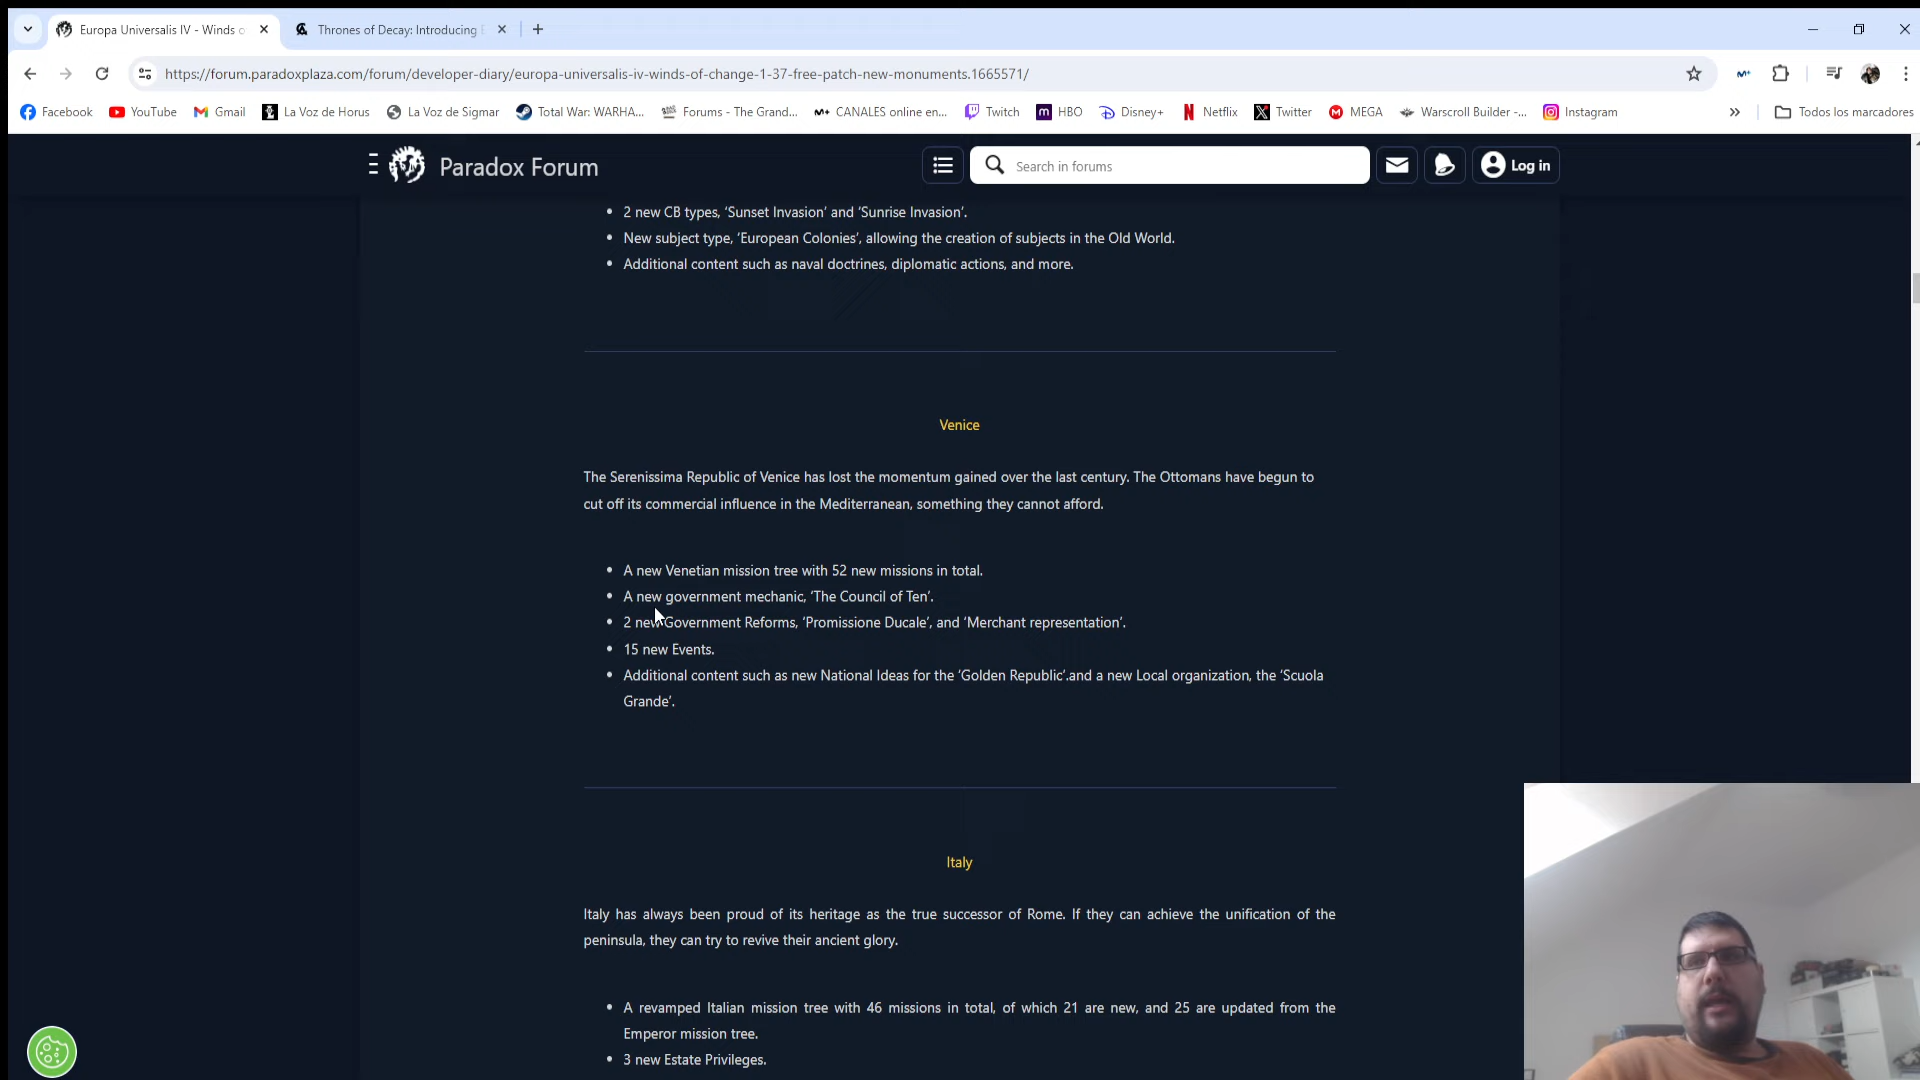 Europa Universalis IV - Winds o
Thrones of Decay: Introducing
https://forum.paradoxplaza.com/forum/developer-diary/europa-universalis-iv-winds-of-change-1-37-free-patch-new-monuments.1665571/
Facebook YouTube Gmail La Voz de Horus La Voz de Sigmar Total War: WARHA... Forums - The Grand... CANALES online en... Twitch HBO Disney+ Netflix Twitter MEGA Warscroll Builder -... Instagram » Todos los marcadores
Paradox Forum Search in forums Log in
• 2 new CB types, ‘Sunset Invasion’ and ‘Sunrise Invasion’.
• New subject type, ‘European Colonies’, allowing the creation of subjects in the Old World.
• Additional content such as naval doctrines, diplomatic actions, and more.
Venice
The Serenissima Republic of Venice has lost the momentum gained over the last century. The Ottomans have begun to
cut off its commercial influence in the Mediterranean, something they cannot afford.
• A new Venetian mission tree with 52 new missions in total.
• A new government mechanic, ‘The Council of Ten’.
• 2 new Government Reforms, ‘Promissione Ducale’, and ‘Merchant representation’.
• 15 new Events.
• Additional content such as new National Ideas for the ‘Golden Republic’.and a new Local organization, the ‘Scuola
Grande’.
Italy
Italy has always been proud of its heritage as the true successor of Rome. If they can achieve the unification of the
peninsula, they can try to revive their ancient glory.
• A revamped Italian mission tree with 46 missions in total, of which 21 are new, and 25 are updated from the
Emperor mission tree.
• 3 new Estate Privileges.